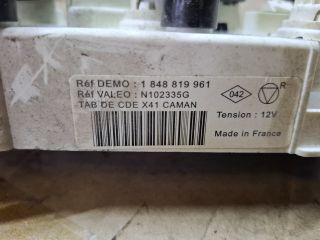 Réf DEMO : 1 848 819 961
Réf VALEO : N102335G
TAB DE CDE X41 CAMAN
042
R
Tension : 12V
Made in France